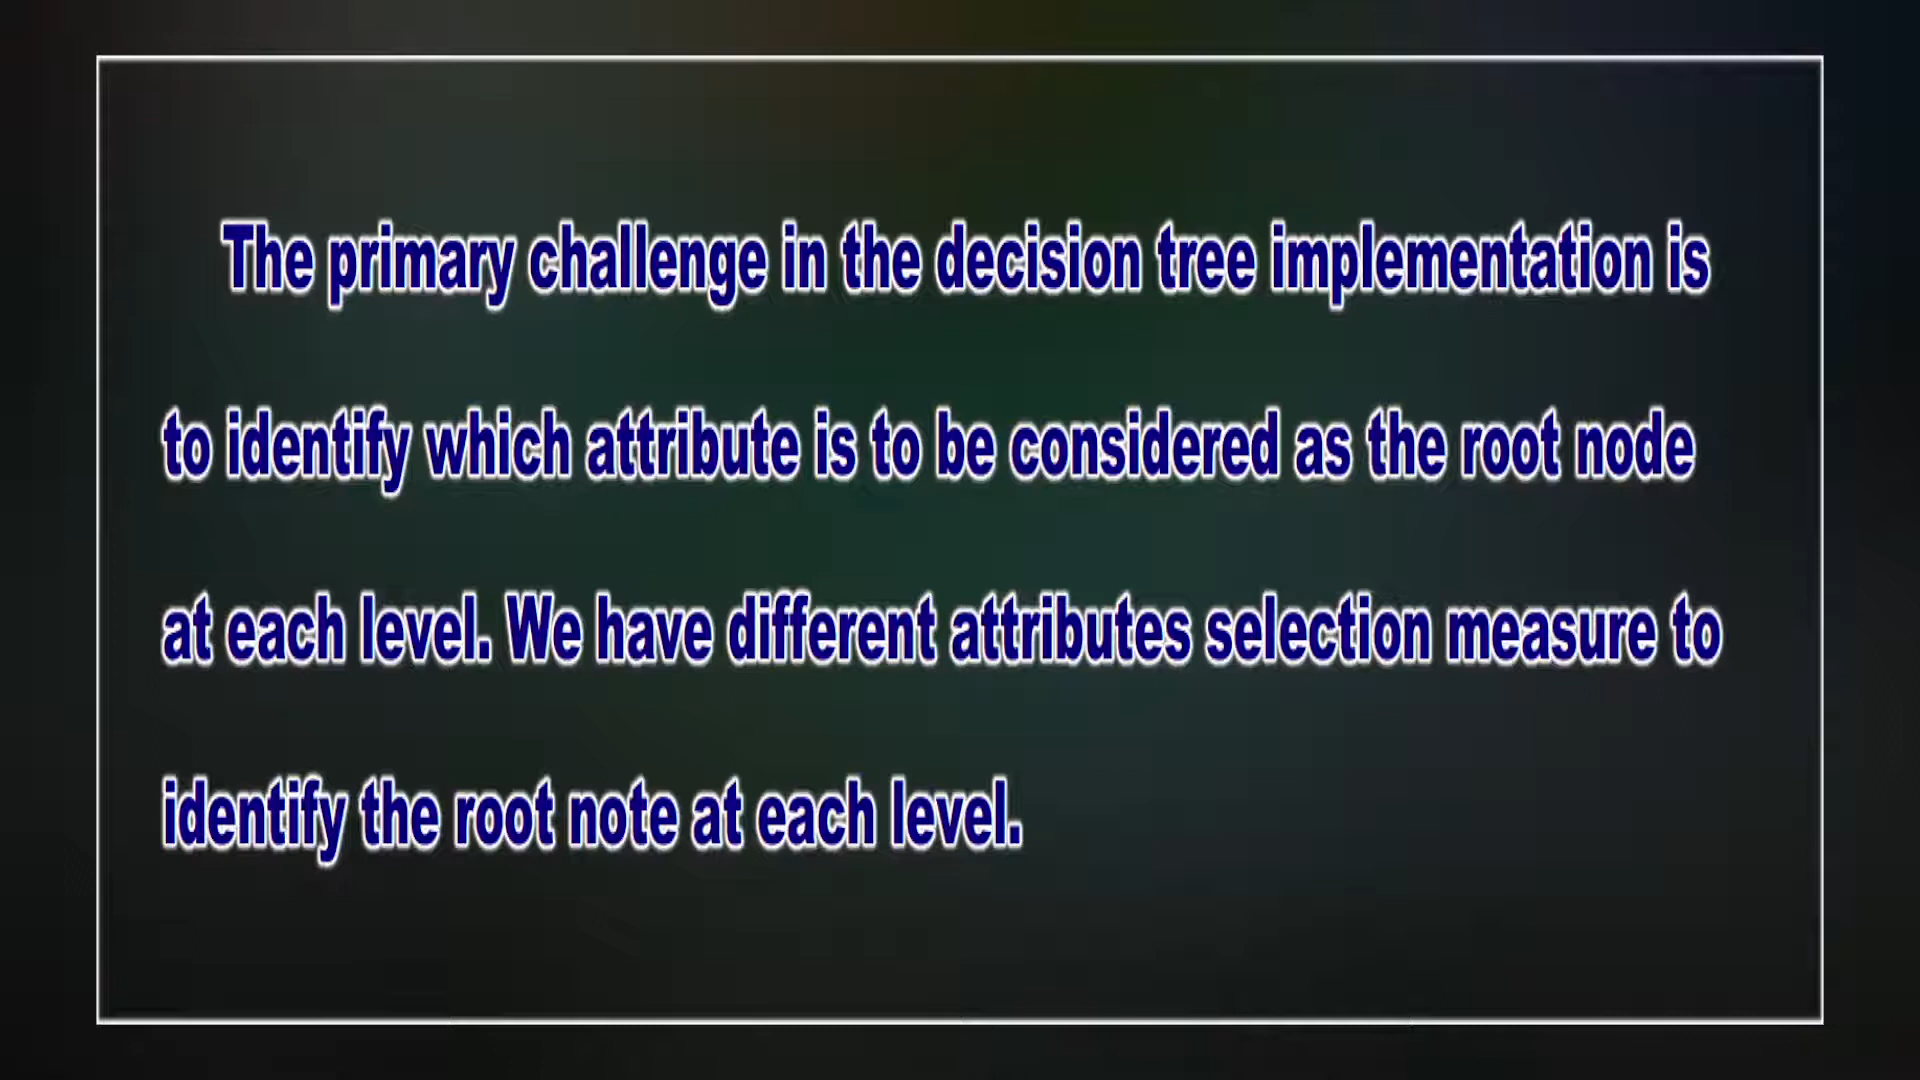 The primary challenge in the decision tree implementation is
to identify which attribute is to be considered as the root node
at each level. We have different attributes selection measure to
identify the root note at each level.